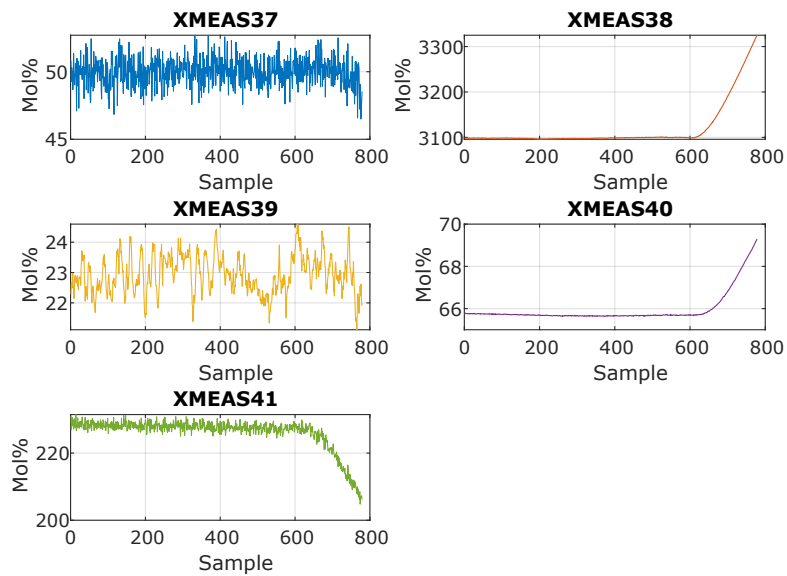 XMEAS37
Mol%
50
45
0 200 400 600 800
Sample
XMEAS38
Mol%
3300
3200
3100
0 200 400 600 800
Sample
XMEAS39
Mol%
24
23
22
0 200 400 600 800
Sample
XMEAS40
Mol%
70
68
66
0 200 400 600 800
Sample
XMEAS41
Mol%
220
200
0 200 400 600 800
Sample